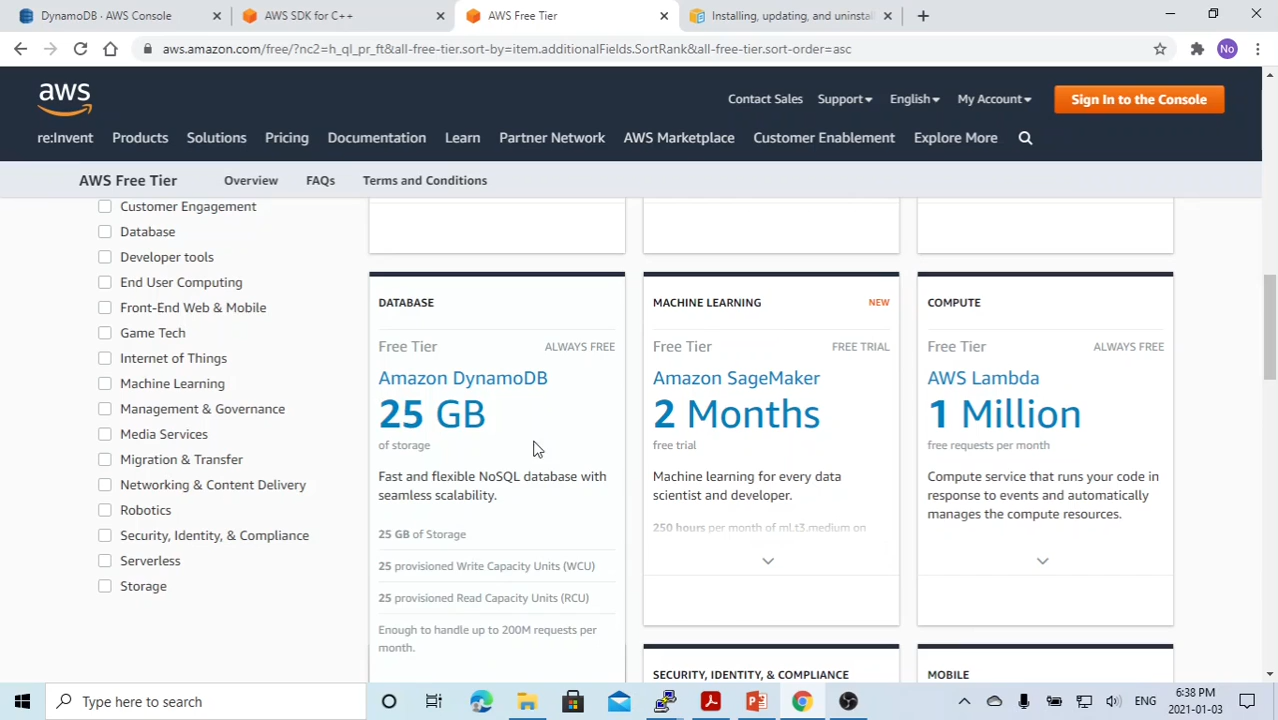 DynamoDB · AWS Console
AWS SDK for C++
AWS Free Tier
Installing, updating, and uninstal
aws.amazon.com/free/?nc2=h_ql_pr_ft&all-free-tier.sort-by=item.additionalFields.SortRank&all-free-tier.sort-order=asc
No
aws
Contact Sales Support English My Account Sign In to the Console
re:Invent Products Solutions Pricing Documentation Learn Partner Network AWS Marketplace Customer Enablement Explore More
AWS Free Tier Overview FAQs Terms and Conditions
Customer Engagement
Database
Developer tools
End User Computing
Front-End Web & Mobile
Game Tech
Internet of Things
Machine Learning
Management & Governance
Media Services
Migration & Transfer
Networking & Content Delivery
Robotics
Security, Identity, & Compliance
Serverless
Storage
DATABASE
Free Tier ALWAYS FREE
Amazon DynamoDB
25 GB
of storage
Fast and flexible NoSQL database with
seamless scalability.
25 GB of Storage
25 provisioned Write Capacity Units (WCU)
25 provisioned Read Capacity Units (RCU)
Enough to handle up to 200M requests per
month.
MACHINE LEARNING NEW
Free Tier FREE TRIAL
Amazon SageMaker
2 Months
free trial
Machine learning for every data
scientist and developer.
250 hours per month of ml.t3.medium on
COMPUTE
Free Tier ALWAYS FREE
AWS Lambda
1 Million
free requests per month
Compute service that runs your code in
response to events and automatically
manages the compute resources.
SECURITY, IDENTITY, & COMPLIANCE
MOBILE
Type here to search
ENG
6:38 PM
2021-01-03